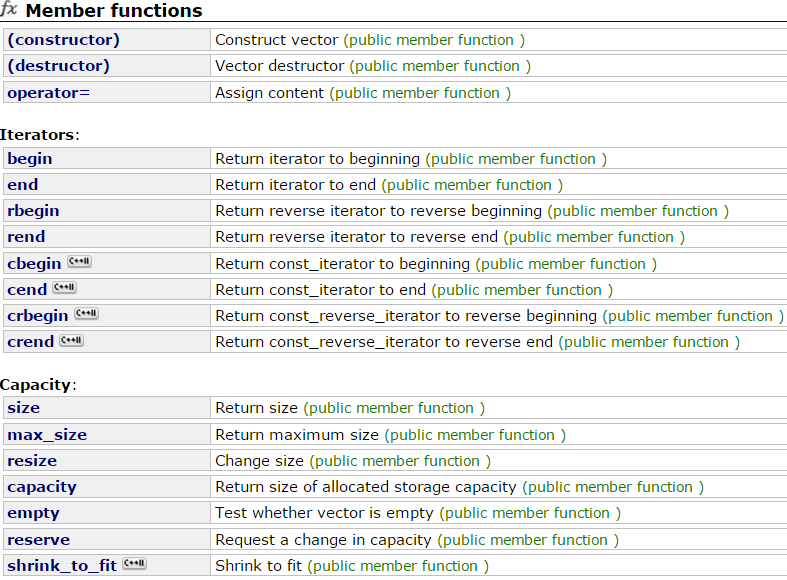 fx Member functions
(constructor) Construct vector (public member function )
(destructor) Vector destructor (public member function )
operator= Assign content (public member function )
Iterators:
begin Return iterator to beginning (public member function )
end Return iterator to end (public member function )
rbegin Return reverse iterator to reverse beginning (public member function )
rend Return reverse iterator to reverse end (public member function )
cbegin C++11 Return const_iterator to beginning (public member function )
cend C++11 Return const_iterator to end (public member function )
crbegin C++11 Return const_reverse_iterator to reverse beginning (public member function )
crend C++11 Return const_reverse_iterator to reverse end (public member function )
Capacity:
size Return size (public member function )
max_size Return maximum size (public member function )
resize Change size (public member function )
capacity Return size of allocated storage capacity (public member function )
empty Test whether vector is empty (public member function )
reserve Request a change in capacity (public member function )
shrink_to_fit C++11 Shrink to fit (public member function )